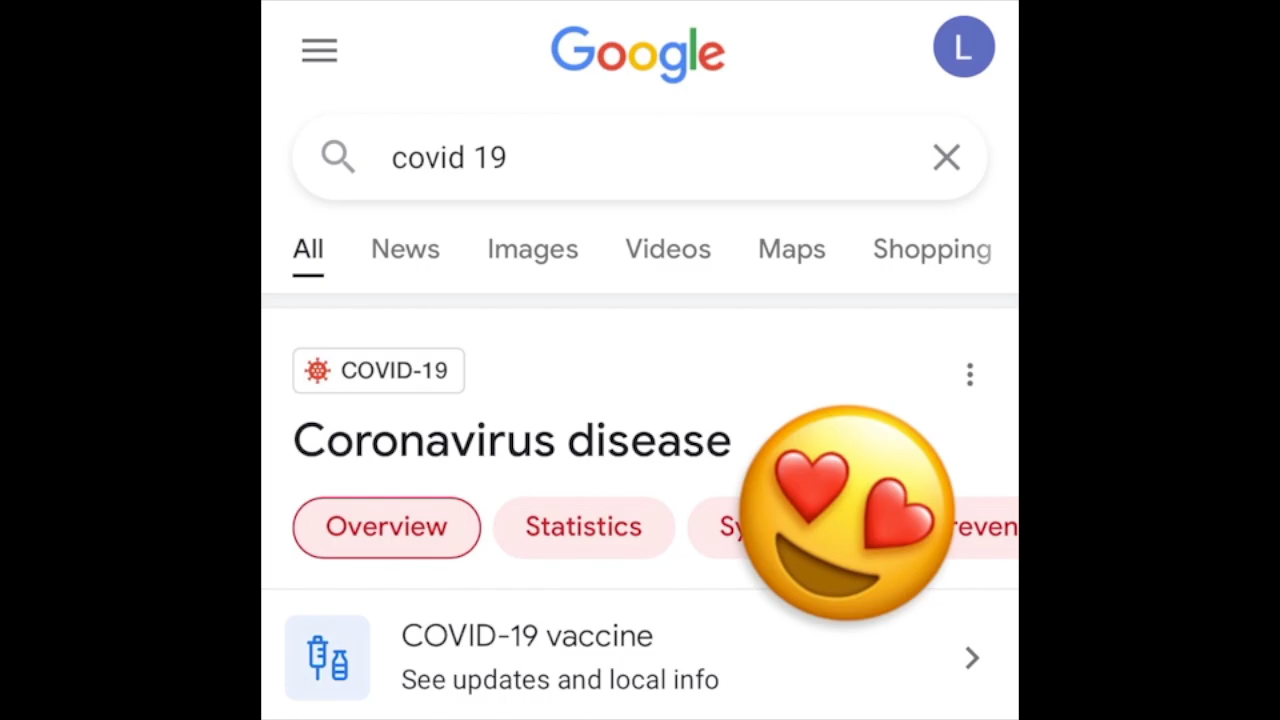 Google
L
covid 19
All News Images Videos Maps Shopping
COVID-19
Coronavirus disease
Overview Statistics
COVID-19 vaccine
See updates and local info